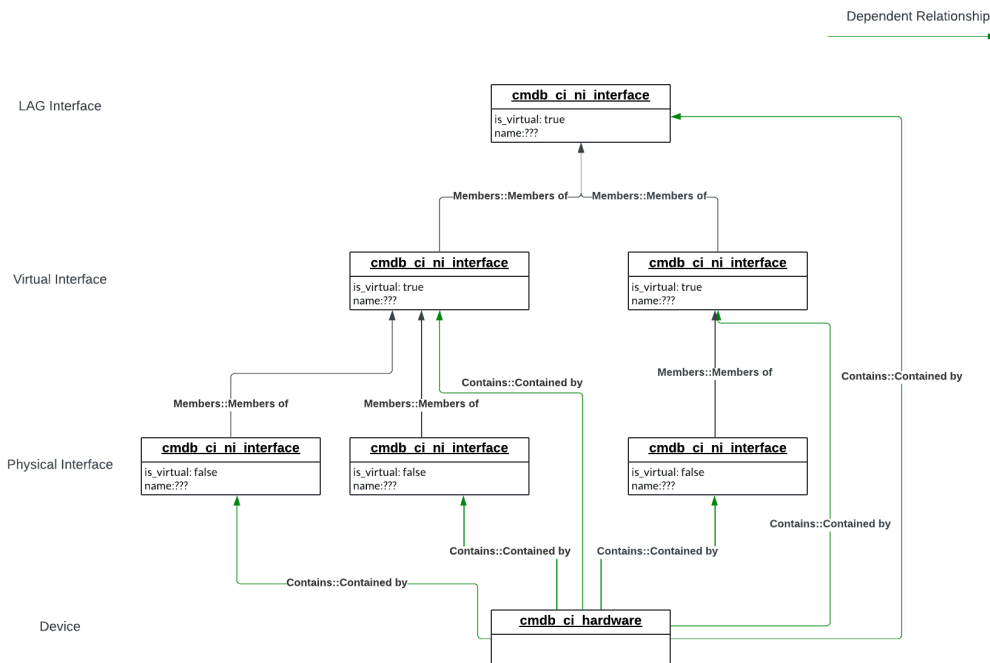 Dependent Relationship
LAG Interface
cmdb_ci_ni_interface
is_virtual: true
name:???
Members::Members of
Members::Members of
Virtual Interface
cmdb_ci_ni_interface
is_virtual: true
name:???
cmdb_ci_ni_interface
is_virtual: true
name:???
Members::Members of
Contains::Contained by
Contains::Contained by
Members::Members of
Members::Members of
Physical Interface
cmdb_ci_ni_interface
is_virtual: false
name:???
cmdb_ci_ni_interface
is_virtual: false
name:???
cmdb_ci_ni_interface
is_virtual: false
name:???
Contains::Contained by
Contains::Contained by
Contains::Contained by
Contains::Contained by
Device
cmdb_ci_hardware